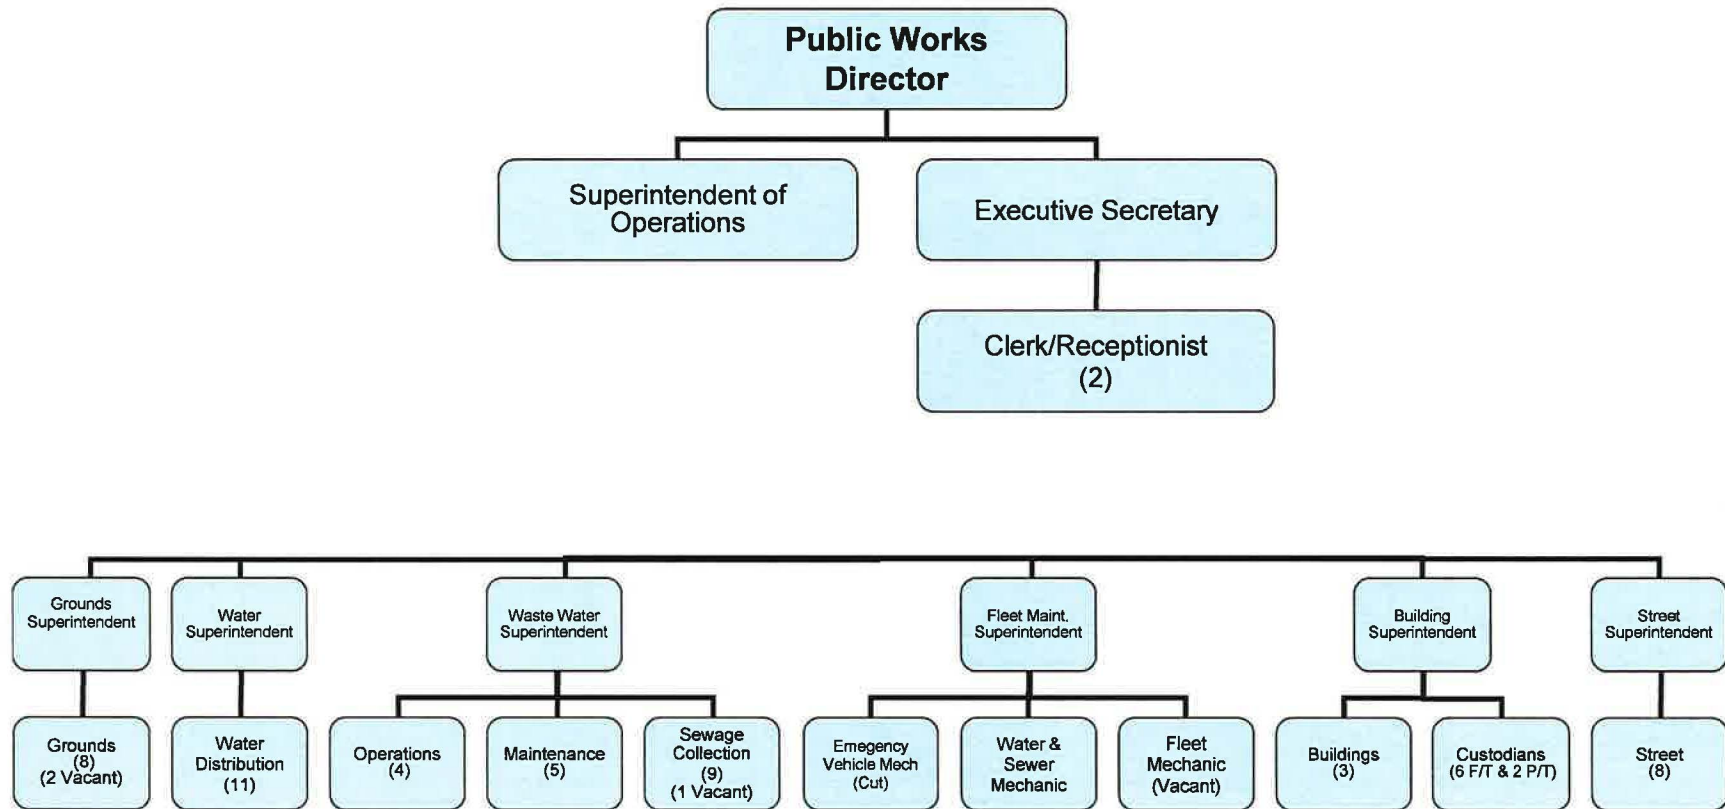 Public Works
Director
Superintendent of
Operations
Executive Secretary
Clerk/Receptionist
(2)
Grounds
Superintendent
Water
Superintendent
Waste Water
Superintendent
Fleet Maint.
Superintendent
Building
Superintendent
Street
Superintendent
Grounds
(8)
(2 Vacant)
Water
Distribution
(11)
Operations
(4)
Maintenance
(5)
Sewage
Collection
(9)
(1 Vacant)
Emegency
Vehicle Mech
(Cut)
Water &
Sewer
Mechanic
Fleet
Mechanic
(Vacant)
Buildings
(3)
Custodians
(6 F/T & 2 P/T)
Street
(8)